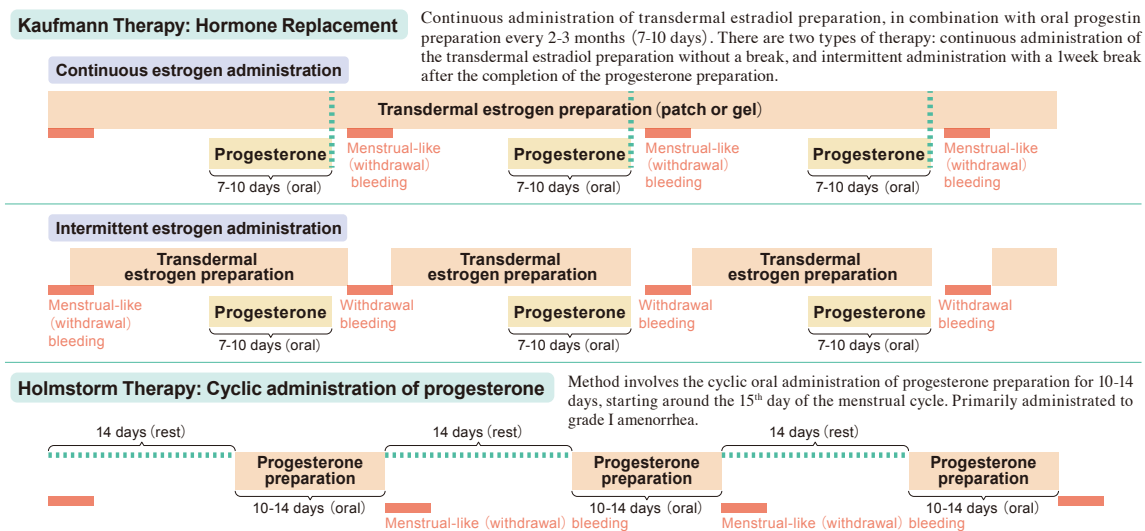 Kaufmann Therapy: Hormone Replacement
Continuous administration of transdermal estradiol preparation, in combination with oral progestin
preparation every 2-3 months (7-10 days). There are two types of therapy: continuous administration of
the transdermal estradiol preparation without a break, and intermittent administration with a 1week break
after the completion of the progesterone preparation.
Continuous estrogen administration
Transdermal estrogen preparation (patch or gel)
Progesterone
7-10 days (oral)
Menstrual-like
(withdrawal)
bleeding
Progesterone
7-10 days (oral)
Menstrual-like
(withdrawal)
bleeding
Progesterone
7-10 days (oral)
Menstrual-like
(withdrawal)
bleeding
Intermittent estrogen administration
Transdermal
estrogen preparation
Transdermal
estrogen preparation
Transdermal
estrogen preparation
Menstrual-like
(withdrawal)
bleeding
Progesterone
7-10 days (oral)
Withdrawal
bleeding
Progesterone
7-10 days (oral)
Withdrawal
bleeding
Progesterone
7-10 days (oral)
Withdrawal
bleeding
Holmstorm Therapy: Cyclic administration of progesterone
Method involves the cyclic oral administration of progesterone preparation for 10-14
days, starting around the 15th day of the menstrual cycle. Primarily administrated to
grade I amenorrhea.
14 days (rest)
14 days (rest)
14 days (rest)
Progesterone
preparation
Progesterone
preparation
Progesterone
preparation
10-14 days (oral)
10-14 days (oral)
10-14 days (oral)
Menstrual-like (withdrawal) bleeding
Menstrual-like (withdrawal) bleeding